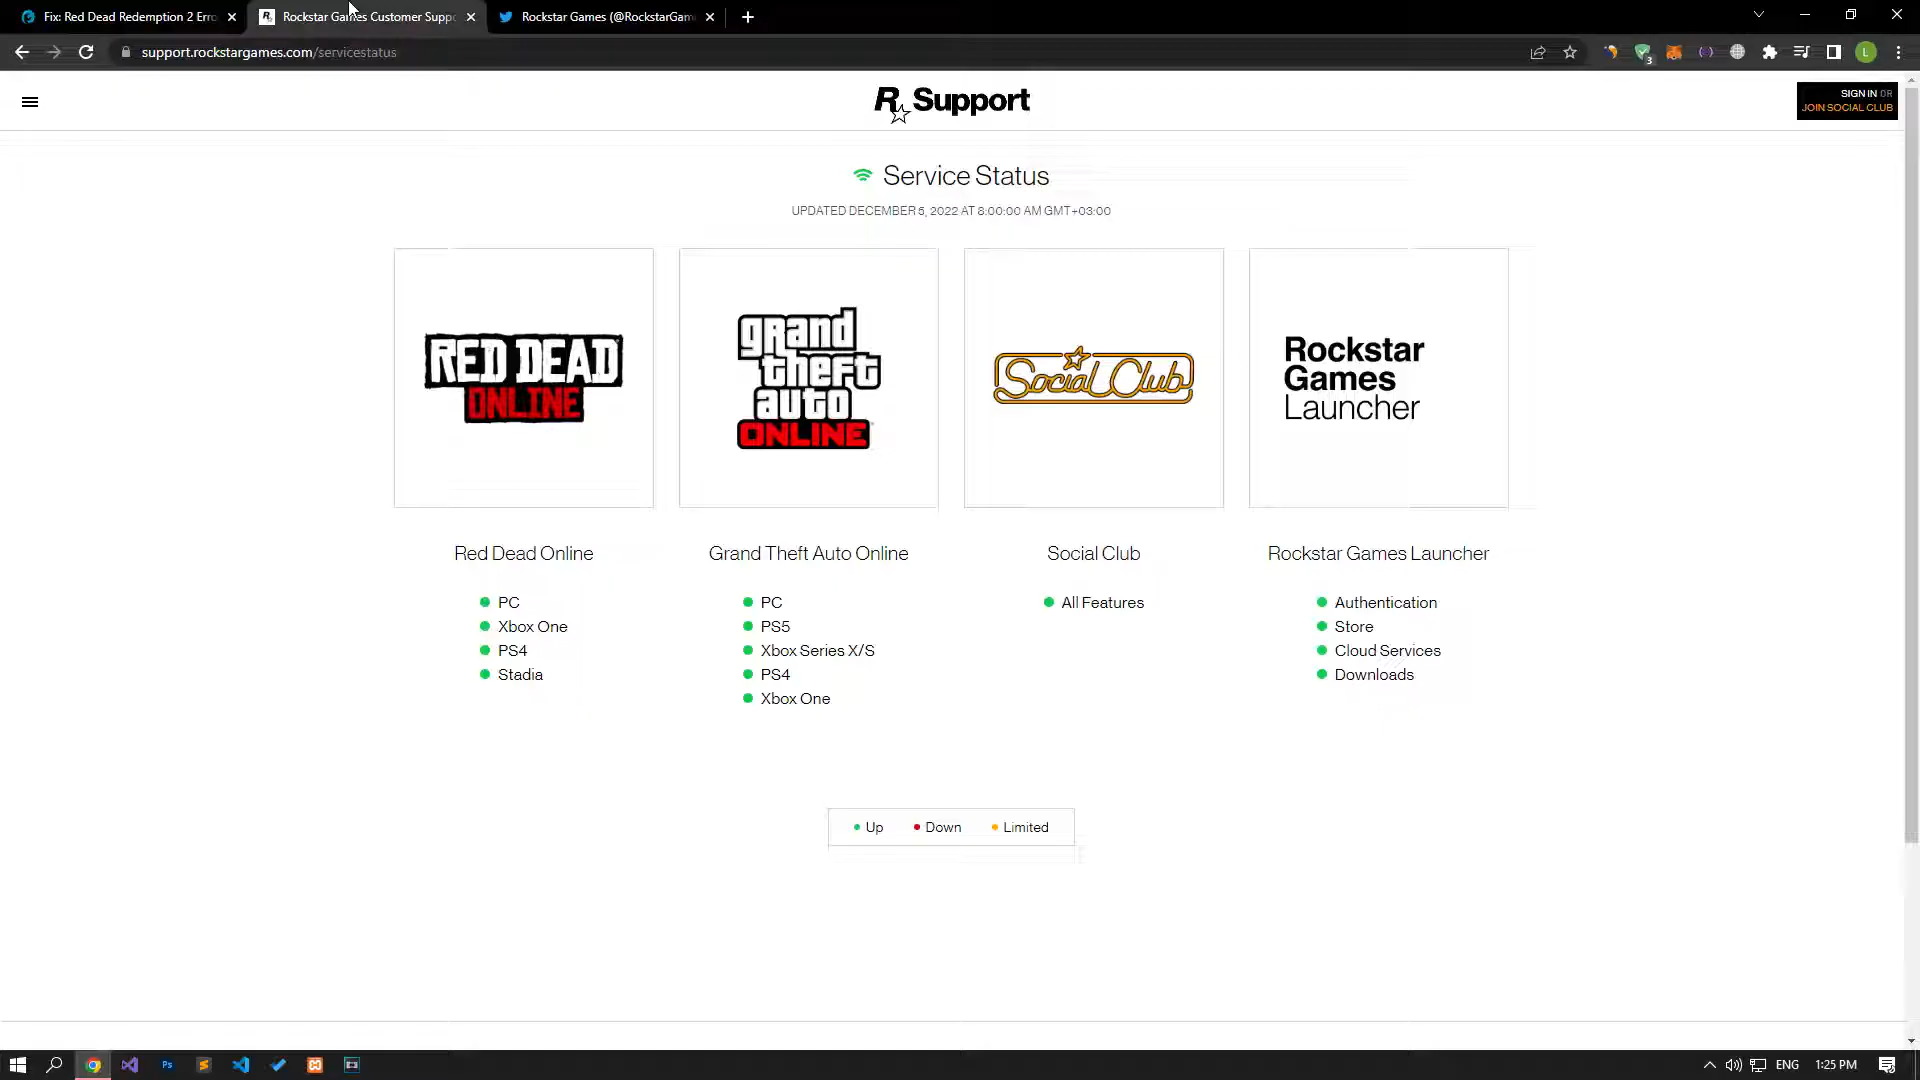 Fix: Red Dead Redemption 2 Erro
Rockstar Games Customer Suppo
Rockstar Games (@RockstarGam
support.rockstargames.com/servicestatus
3
L
R Support
SIGN IN OR
JOIN SOCIAL CLUB
Service Status
UPDATED DECEMBER 5, 2022 AT 8:00:00 AM GMT+03:00
RED DEAD
ONLINE
grand
theft
auto
ONLINE
Social Club
Rockstar
Games
Launcher
Red Dead Online
PC
Xbox One
PS4
Stadia
Grand Theft Auto Online
PC
PS5
Xbox Series X/S
PS4
Xbox One
Social Club
All Features
Rockstar Games Launcher
Authentication
Store
Cloud Services
Downloads
Up
Down
Limited
Ps
ENG
1:25 PM